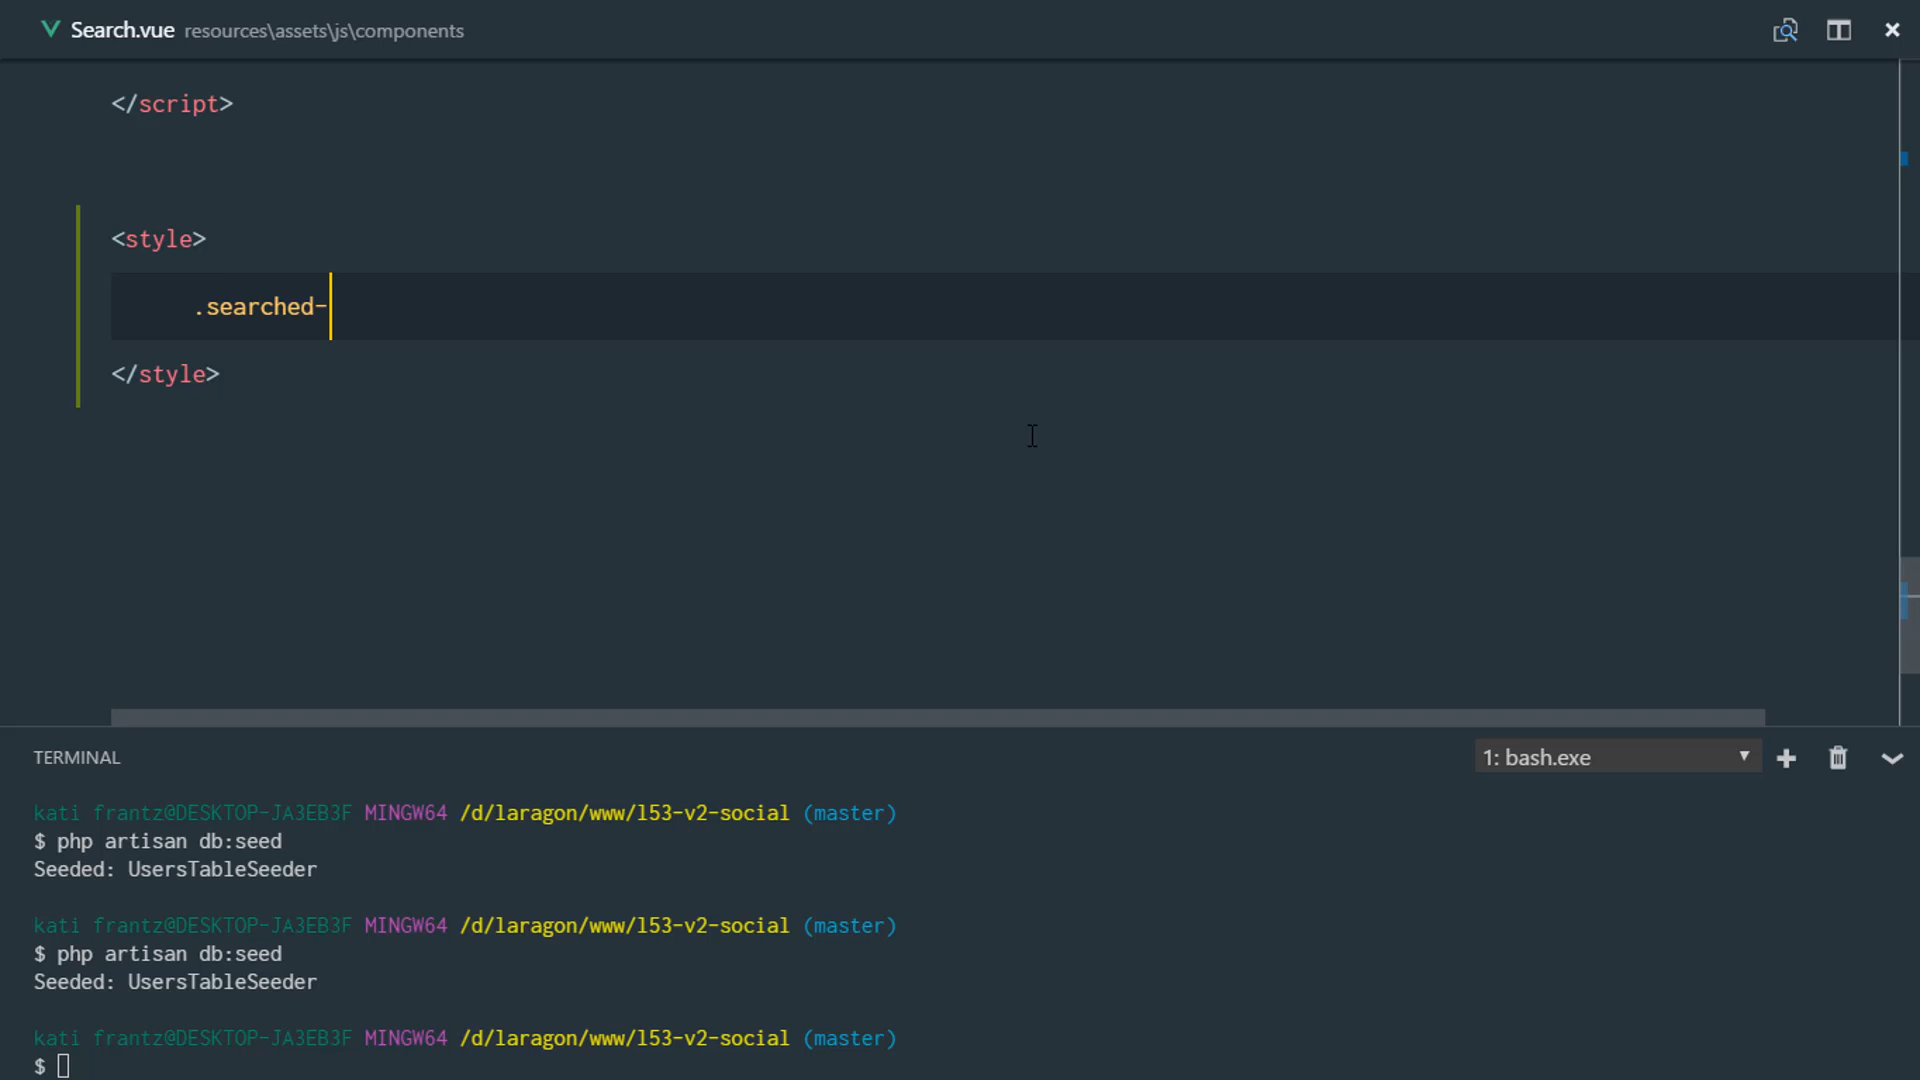 Search.vue resources\assets\js\components
</script>
<style>
.searched-
</style>
TERMINAL
1: bash.exe
kati frantz@DESKTOP-JA3EB3F MINGW64 /d/laragon/www/l53-v2-social (master)
$ php artisan db:seed
Seeded: UsersTableSeeder
kati frantz@DESKTOP-JA3EB3F MINGW64 /d/laragon/www/l53-v2-social (master)
$ php artisan db:seed
Seeded: UsersTableSeeder
kati frantz@DESKTOP-JA3EB3F MINGW64 /d/laragon/www/l53-v2-social (master)
$